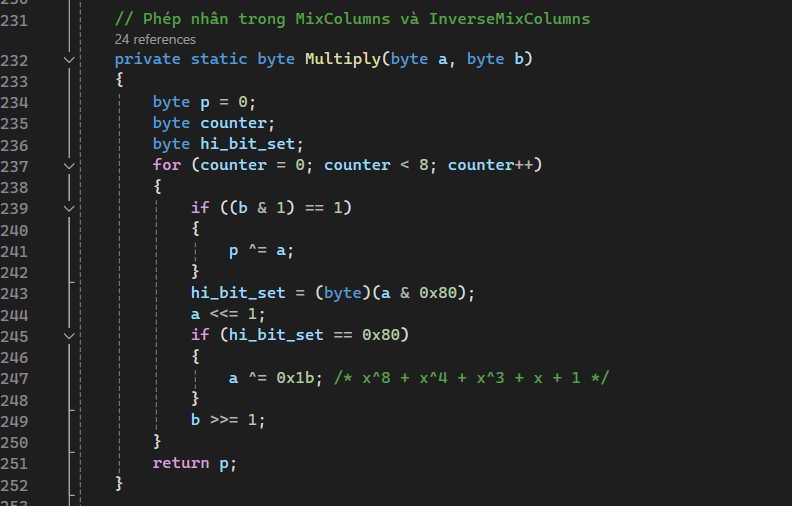 231 // Phép nhân trong MixColumns và InverseMixColumns
24 references
232 private static byte Multiply(byte a, byte b)
233 {
234 byte p = 0;
235 byte counter;
236 byte hi_bit_set;
237 for (counter = 0; counter < 8; counter++)
238 {
239 if ((b & 1) == 1)
240 {
241 p ^= a;
242 }
243 hi_bit_set = (byte)(a & 0x80);
244 a <<= 1;
245 if (hi_bit_set == 0x80)
246 {
247 a ^= 0x1b; /* x^8 + x^4 + x^3 + x + 1 */
248 }
249 b >>= 1;
250 }
251 return p;
252 }